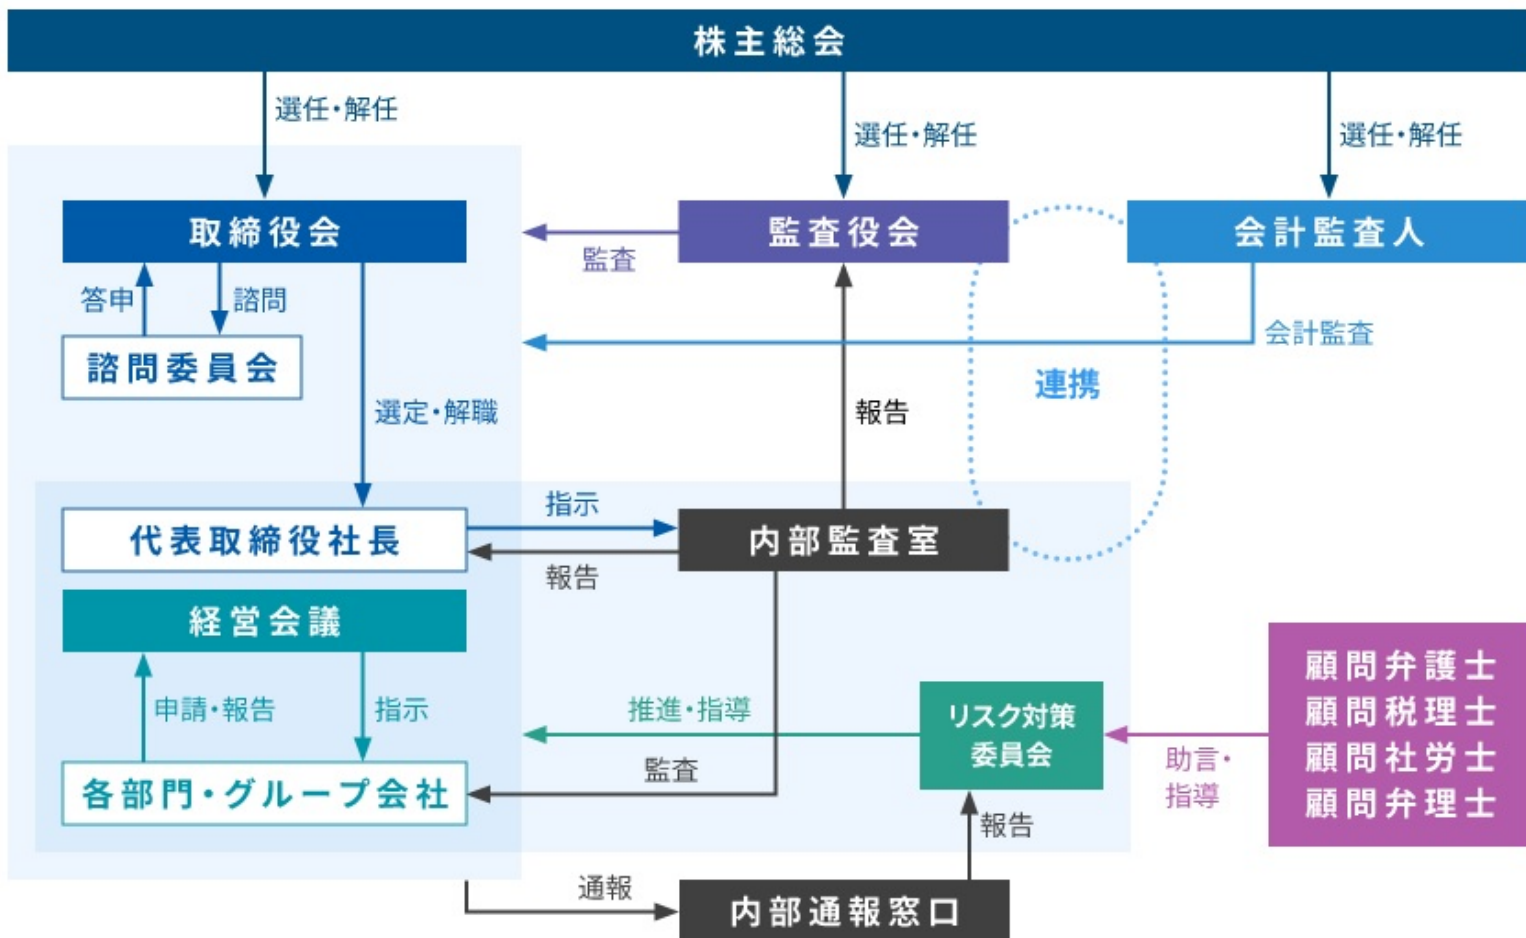 株主総会
選任・解任
選任・解任
選任・解任
取締役会
監査役会
会計監査人
監査
答申
諮問
会計監査
諮問委員会
連携
選定・解職
報告
指示
代表取締役社長
内部監査室
報告
経営会議
申請・報告
指示
推進・指導
リスク対策
委員会
顧問弁護士
顧問税理士
顧問社労士
顧問弁理士
助言・
指導
監査
各部門・グループ会社
報告
通報
内部通報窓口